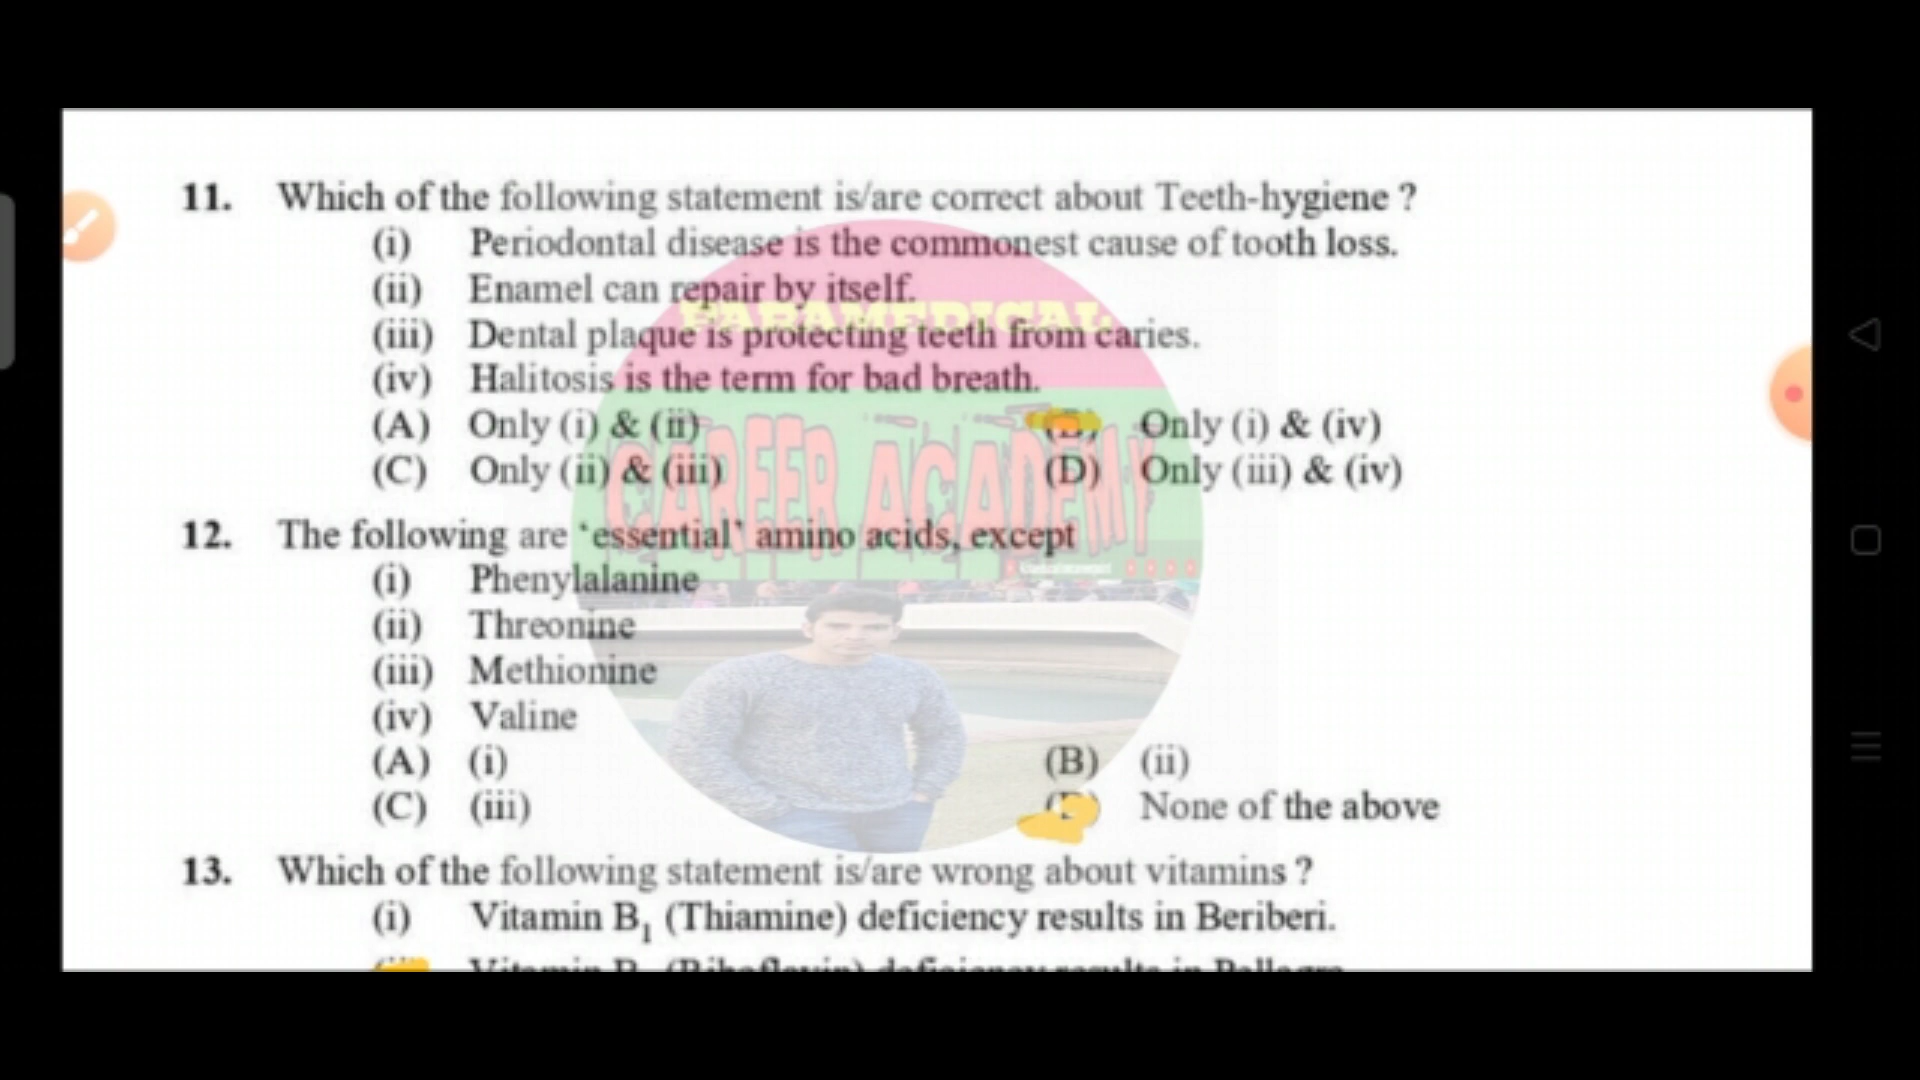 11. Which of the following statement is/are correct about Teeth-hygiene ?
(i) Periodontal disease is the commonest cause of tooth loss.
(ii) Enamel can repair by itself.
PARAMEDICAL
(iii) Dental plaque is protecting teeth from caries.
(iv) Halitosis is the term for bad breath.
(A) Only (i) & (ii) Only (i) & (iv)
(C) Only (ii) & (iii) (D) Only (iii) & (iv)
CAREER ACADEMY
12. The following are ‘essential’ amino acids, except
(i) Phenylalanine
(ii) Threonine
(iii) Methionine
(iv) Valine
(A) (i) (B) (ii)
(C) (iii) None of the above
13. Which of the following statement is/are wrong about vitamins ?
(i) Vitamin B₁ (Thiamine) deficiency results in Beriberi.